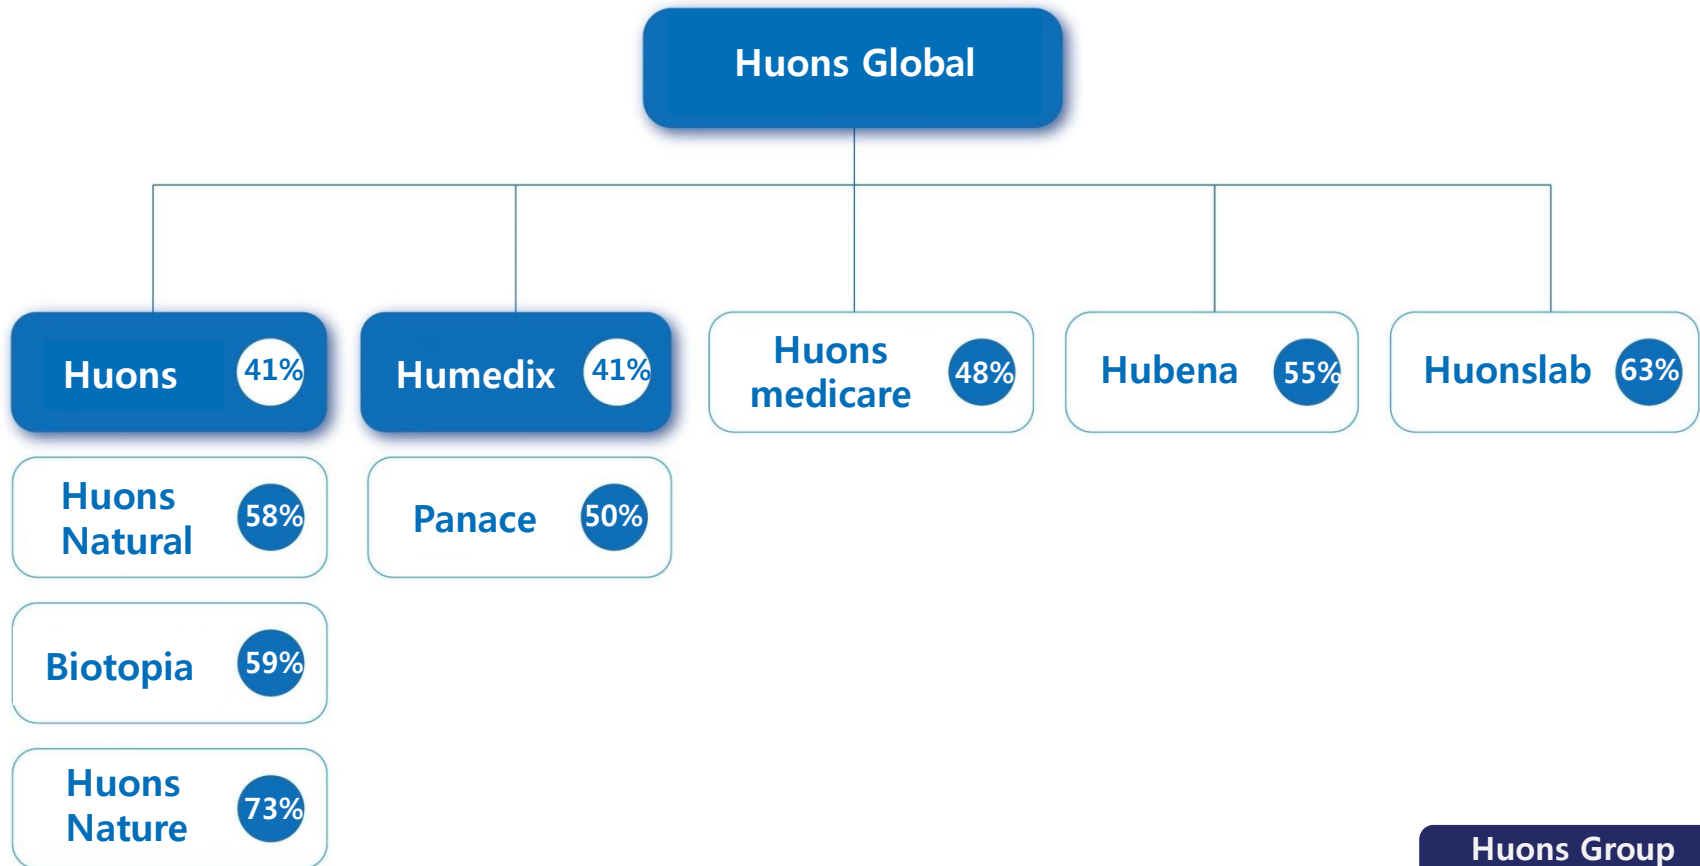 Huons Global
Huons 41%
Humedix 41%
Huons
medicare 48%
Hubena 55%
Huonslab 63%
Huons
Natural 58%
Panace 50%
Biotopia 59%
Huons
Nature 73%
Huons Group